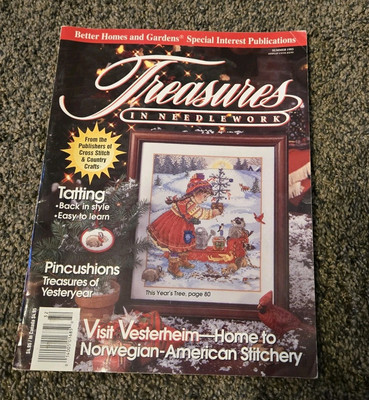 Better Homes and Gardens® Special Interest Publications
Treasures
IN NEEDLEWORK
From the
Publishers of
Cross Stitch
& Country
Crafts
Tatting
•Back in style
•Easy to learn
Pincushions
Treasures of
Yesteryear
This Year's Tree, page 80
Visit Vesterheim—Home to
Norwegian-American Stitchery